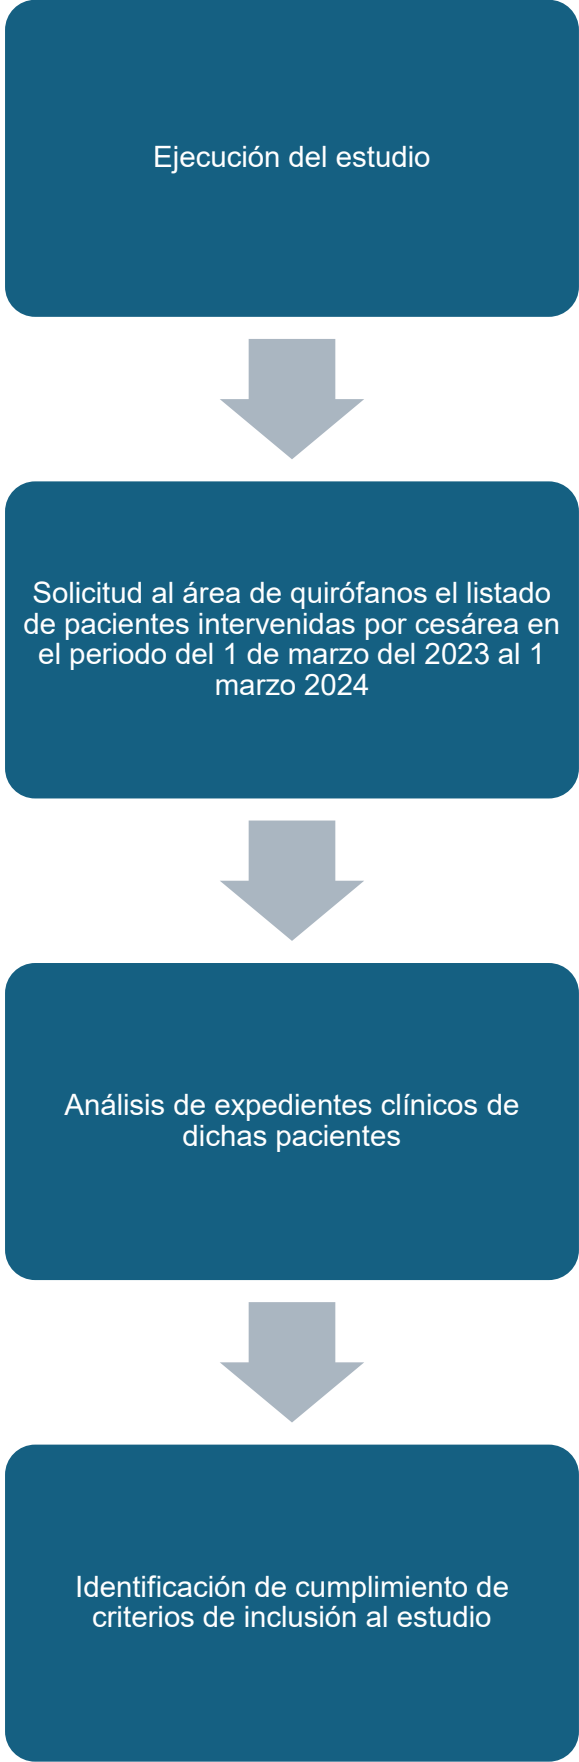 Ejecución del estudio
Solicitud al área de quirófanos el listado
de pacientes intervenidas por cesárea en
el periodo del 1 de marzo del 2023 al 1
marzo 2024
Análisis de expedientes clínicos de
dichas pacientes
Identificación de cumplimiento de
criterios de inclusión al estudio